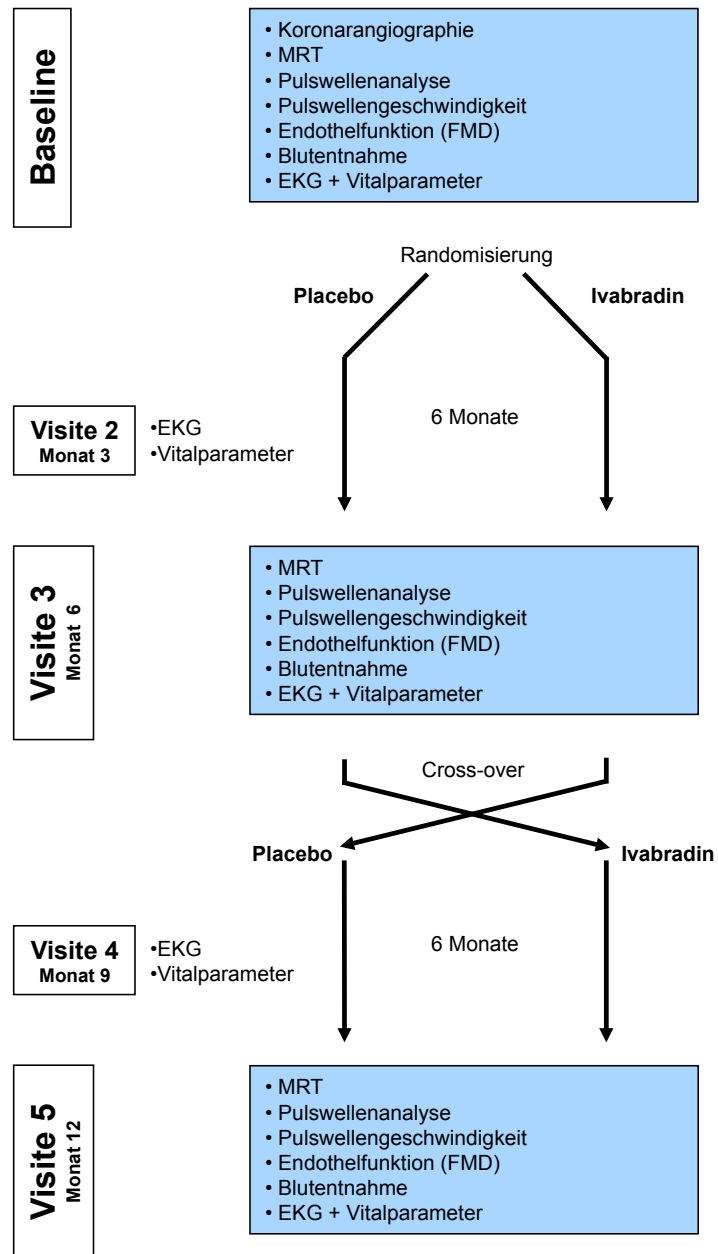 Baseline
• Koronarangiographie
• MRT
• Pulswellenanalyse
• Pulswellengeschwindigkeit
• Endothelfunktion (FMD)
• Blutentnahme
• EKG + Vitalparameter
Randomisierung
Placebo
Ivabradin
6 Monate
Visite 2
Monat 3
•EKG
•Vitalparameter
Visite 3
Monat 6
• MRT
• Pulswellenanalyse
• Pulswellengeschwindigkeit
• Endothelfunktion (FMD)
• Blutentnahme
• EKG + Vitalparameter
Cross-over
Placebo
Ivabradin
6 Monate
Visite 4
Monat 9
•EKG
•Vitalparameter
Visite 5
Monat 12
• MRT
• Pulswellenanalyse
• Pulswellengeschwindigkeit
• Endothelfunktion (FMD)
• Blutentnahme
• EKG + Vitalparameter